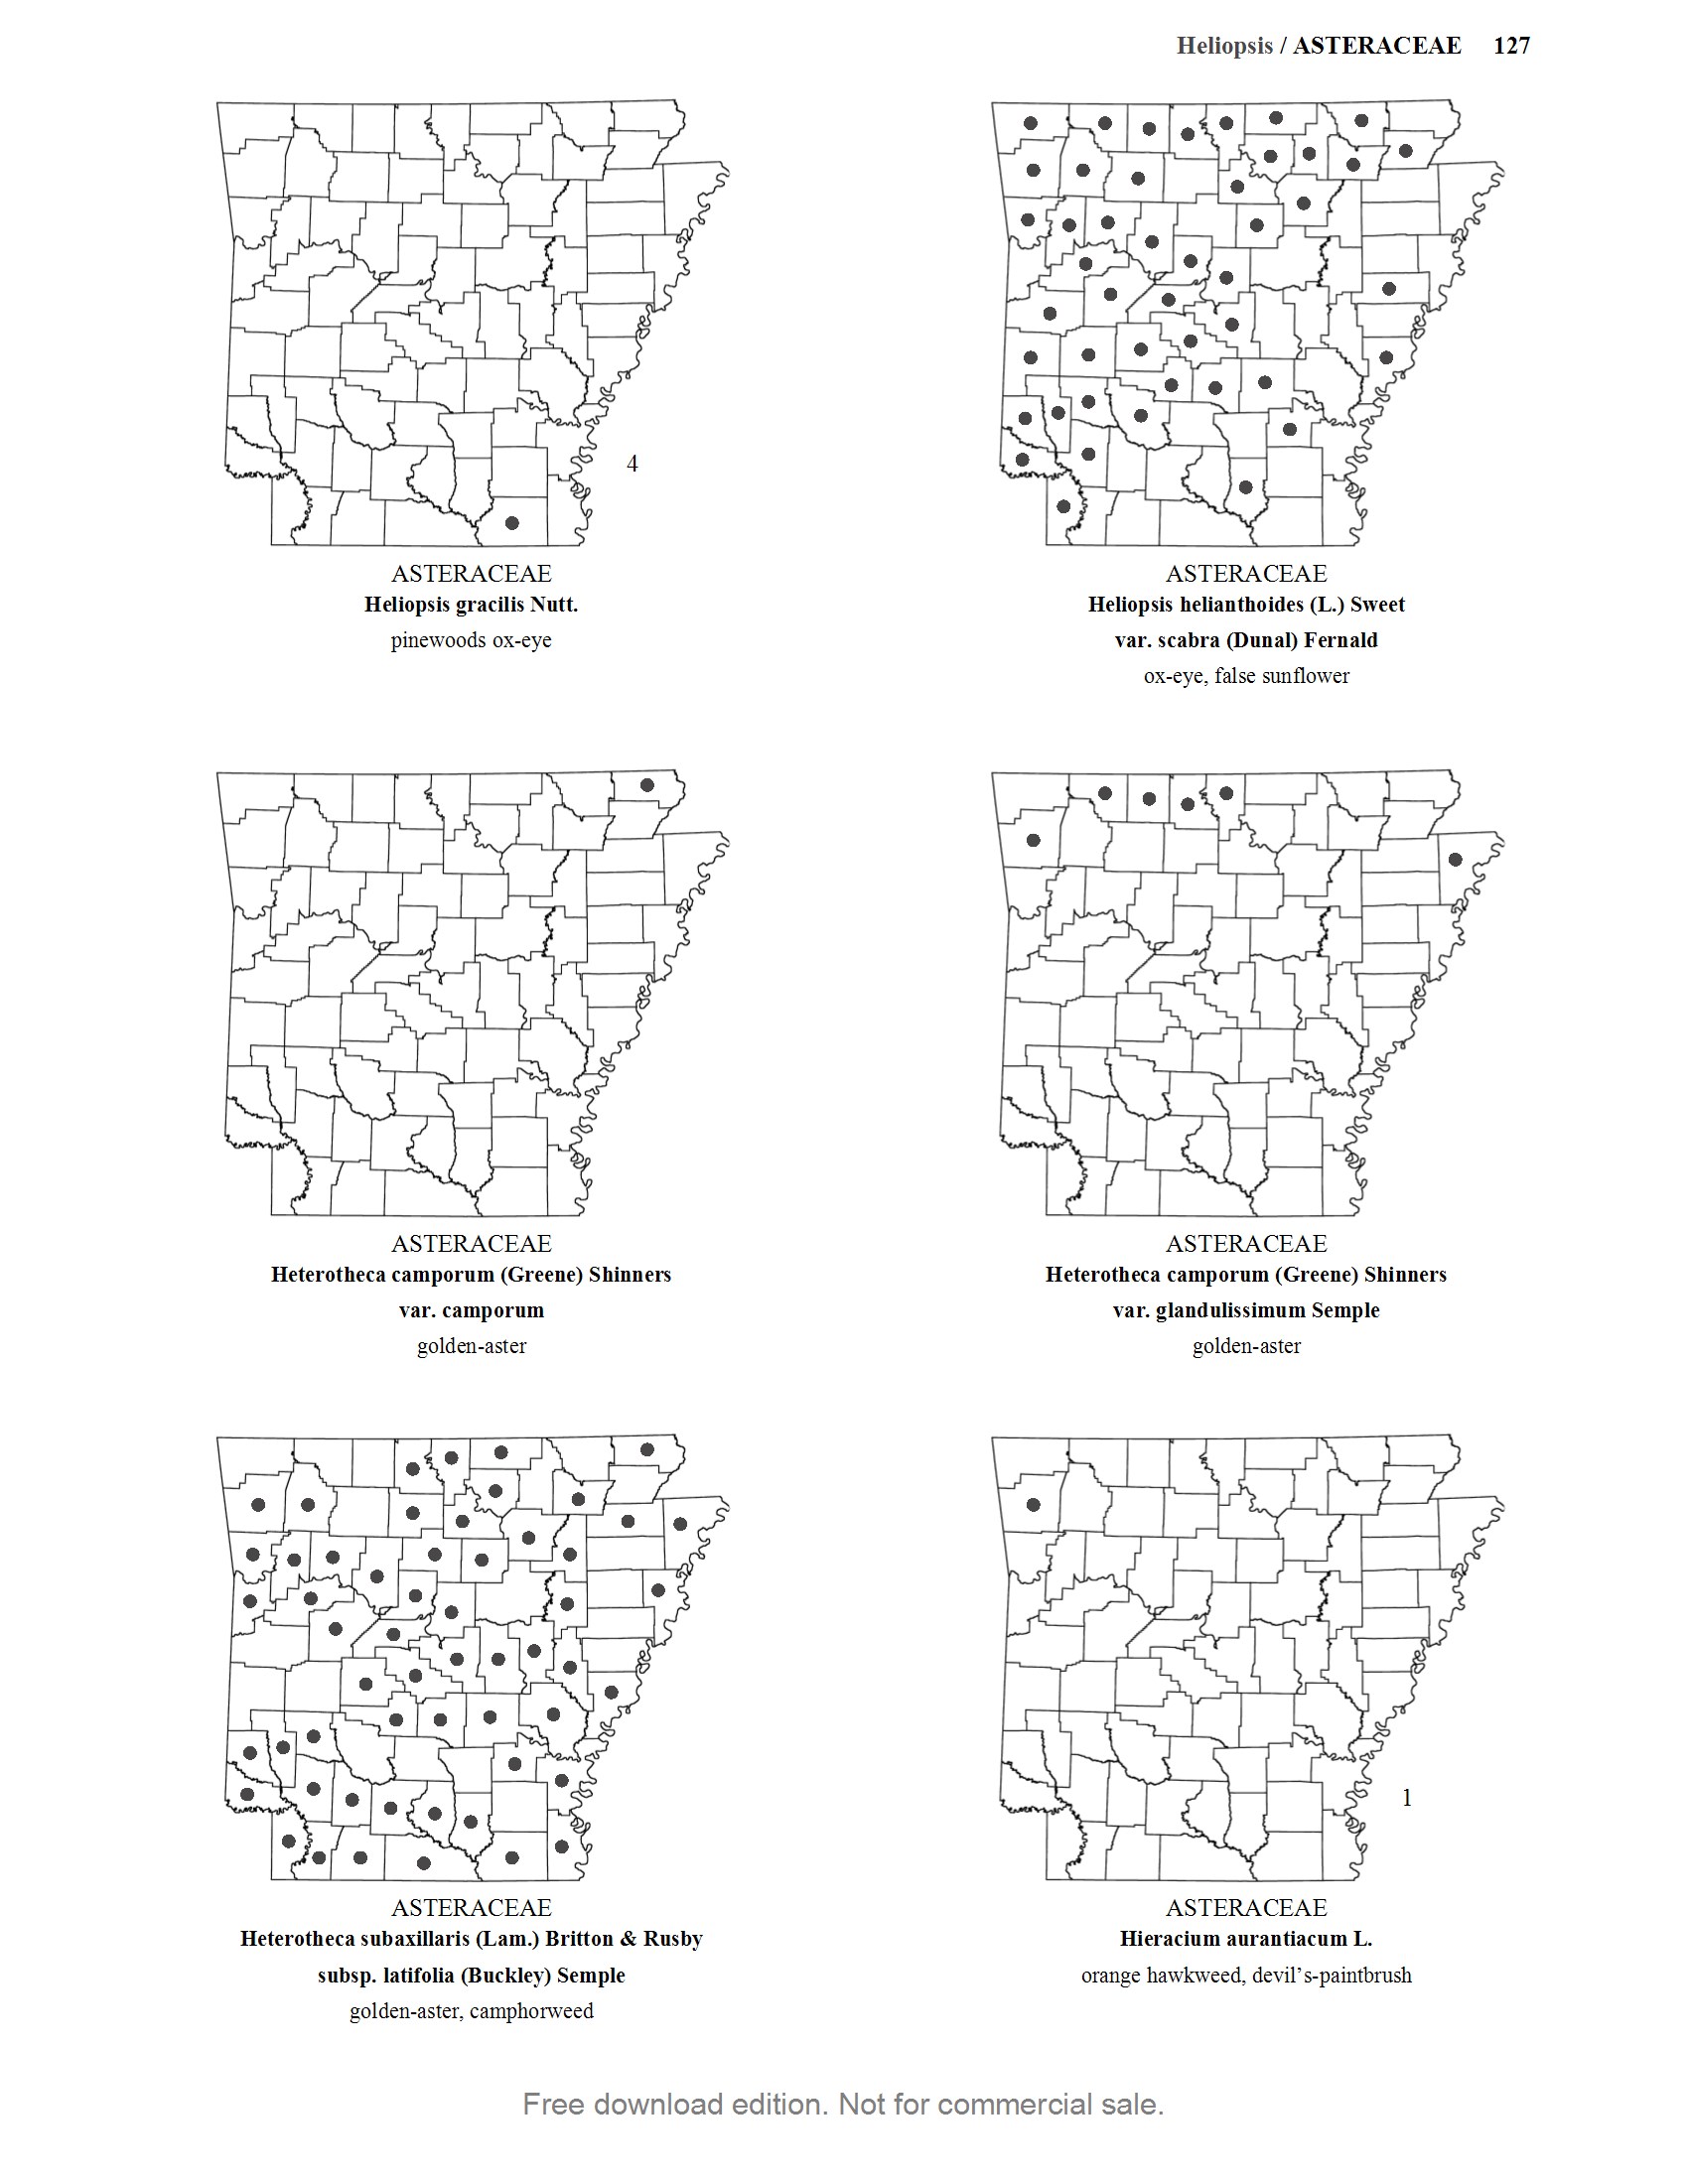 Heliopsis / ASTERACEAE 127
4
ASTERACEAE
Heliopsis gracilis Nutt.
pinewoods ox-eye
ASTERACEAE
Heliopsis helianthoides (L.) Sweet
var. scabra (Dunal) Fernald
ox-eye, false sunflower
ASTERACEAE
Heterotheca camporum (Greene) Shinners
var. camporum
golden-aster
ASTERACEAE
Heterotheca camporum (Greene) Shinners
var. glandulissimum Semple
golden-aster
ASTERACEAE
Heterotheca subaxillaris (Lam.) Britton & Rusby
subsp. latifolia (Buckley) Semple
golden-aster, camphorweed
1
ASTERACEAE
Hieracium aurantiacum L.
orange hawkweed, devil’s-paintbrush
Free download edition. Not for commercial sale.